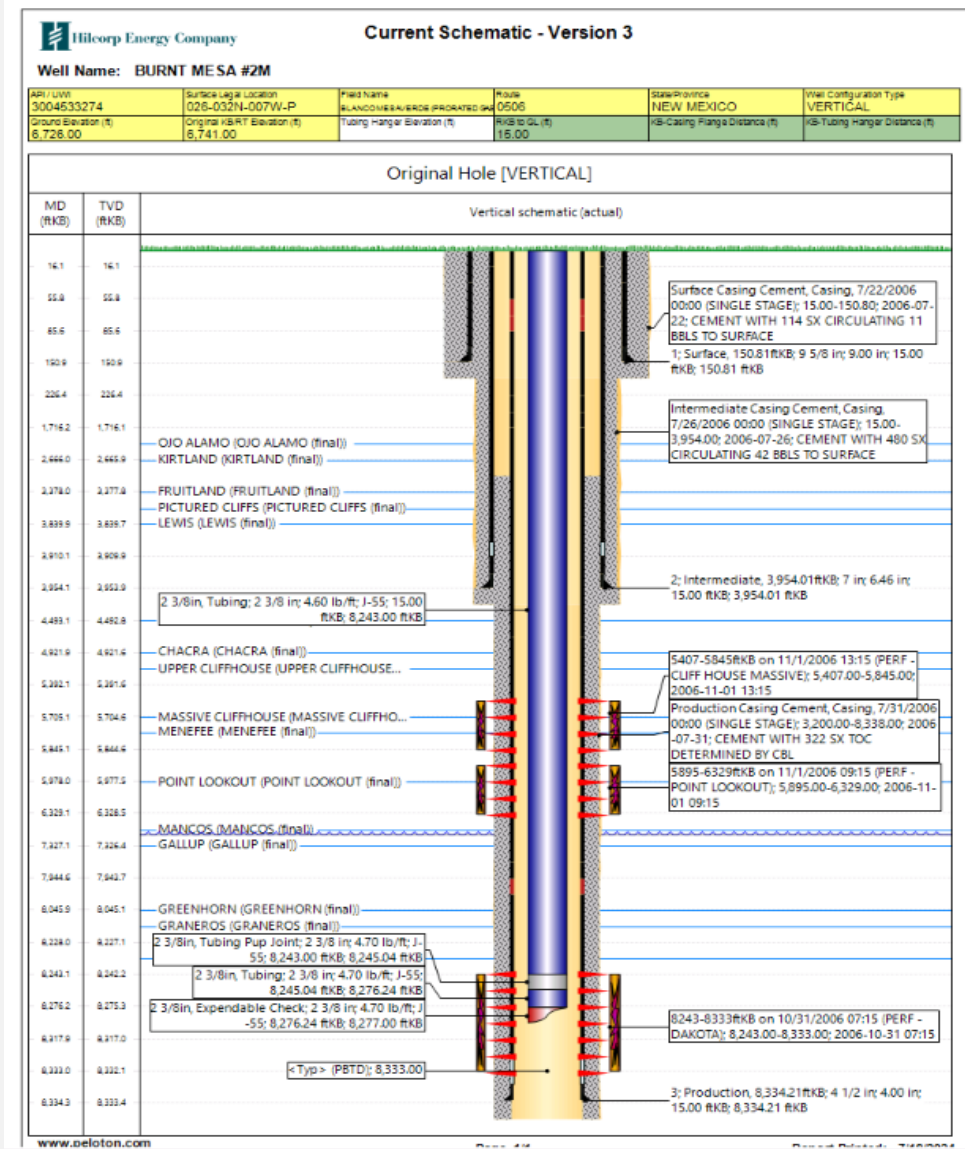 Hilcorp Energy Company
Current Schematic - Version 3
Well Name: BURNT MESA #2M
API / UWI
3004533274
Surface Legal Location
026-032N-007W-P
Field Name
Route
0506
State/Province
NEW MEXICO
Well Configuration Type
VERTICAL
Ground Elevation (ft)
6,726.00
Original KB/RT Elevation (ft)
6,741.00
Tubing Hanger Elevation (ft)
RKB to GL (ft)
15.00
KB-Casing Flange Distance (ft)
KB-Tubing Hanger Distance (ft)
Original Hole [VERTICAL]
MD
(ftKB)
TVD
(ftKB)
Vertical schematic (actual)
16.1 16.1
55.8 55.8
85.6 85.6
150.9 150.9
226.4 226.4
1,716.2 1,716.1
2,666.0 2,665.9
3,378.0 3,377.8
3,839.9 3,839.7
3,910.1 3,909.9
3,954.1 3,953.9
4,493.1 4,492.8
4,921.9 4,921.6
5,392.1 5,391.6
5,705.1 5,704.6
5,845.1 5,844.6
5,978.0 5,977.5
6,329.1 6,328.5
7,327.1 7,326.4
7,944.6 7,943.7
8,045.9 8,045.1
8,228.0 8,227.1
8,243.1 8,242.2
8,276.2 8,275.3
8,317.9 8,317.0
8,333.0 8,332.1
8,334.3 8,333.4
OJO ALAMO (OJO ALAMO (final))
KIRTLAND (KIRTLAND (final))
FRUITLAND (FRUITLAND (final))
PICTURED CLIFFS (PICTURED CLIFFS (final))
LEWIS (LEWIS (final))
2 3/8in, Tubing; 2 3/8 in; 4.60 lb/ft; J-55; 15.00
ftKB; 8,243.00 ftKB
CHACRA (CHACRA (final))
UPPER CLIFFHOUSE (UPPER CLIFFHOUSE...
MASSIVE CLIFFHOUSE (MASSIVE CLIFFHO...
MENEFEE (MENEFEE (final))
POINT LOOKOUT (POINT LOOKOUT (final))
MANCOS (MANCOS (final))
GALLUP (GALLUP (final))
GREENHORN (GREENHORN (final))
GRANEROS (GRANEROS (final))
2 3/8in, Tubing Pup Joint; 2 3/8 in; 4.70 lb/ft; J-
55; 8,243.00 ftKB; 8,245.04 ftKB
2 3/8in, Tubing; 2 3/8 in; 4.70 lb/ft; J-55;
8,245.04 ftKB; 8,276.24 ftKB
2 3/8in, Expendable Check; 2 3/8 in; 4.70 lb/ft; J
-55; 8,276.24 ftKB; 8,277.00 ftKB
<Typ> (PBTD); 8,333.00
Surface Casing Cement, Casing, 7/22/2006
00:00 (SINGLE STAGE); 15.00-150.80; 2006-07-
22; CEMENT WITH 114 SX CIRCULATING 11
BBLS TO SURFACE
1; Surface, 150.81ftKB; 9 5/8 in; 9.00 in; 15.00
ftKB; 150.81 ftKB
Intermediate Casing Cement, Casing,
7/26/2006 00:00 (SINGLE STAGE); 15.00-
3,954.00; 2006-07-26; CEMENT WITH 480 SX
CIRCULATING 42 BBLS TO SURFACE
2; Intermediate, 3,954.01ftKB; 7 in; 6.46 in;
15.00 ftKB; 3,954.01 ftKB
5407-5845ftKB on 11/1/2006 13:15 (PERF -
CLIFF HOUSE MASSIVE); 5,407.00-5,845.00;
2006-11-01 13:15
Production Casing Cement, Casing, 7/31/2006
00:00 (SINGLE STAGE); 3,200.00-8,338.00; 2006
-07-31; CEMENT WITH 322 SX TOC
DETERMINED BY CBL
5895-6329ftKB on 11/1/2006 09:15 (PERF -
POINT LOOKOUT); 5,895.00-6,329.00; 2006-11-
01 09:15
8243-8333ftKB on 10/31/2006 07:15 (PERF -
DAKOTA); 8,243.00-8,333.00; 2006-10-31 07:15
3; Production, 8,334.21ftKB; 4 1/2 in; 4.00 in;
15.00 ftKB; 8,334.21 ftKB
www.peloton.com
Page 1/1
Report Printed: